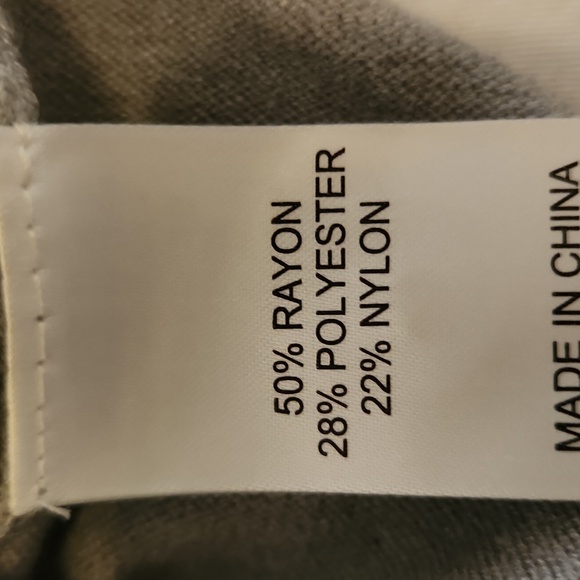 50% RAYON
28% POLYESTER
22% NYLON
MADE IN CHINA